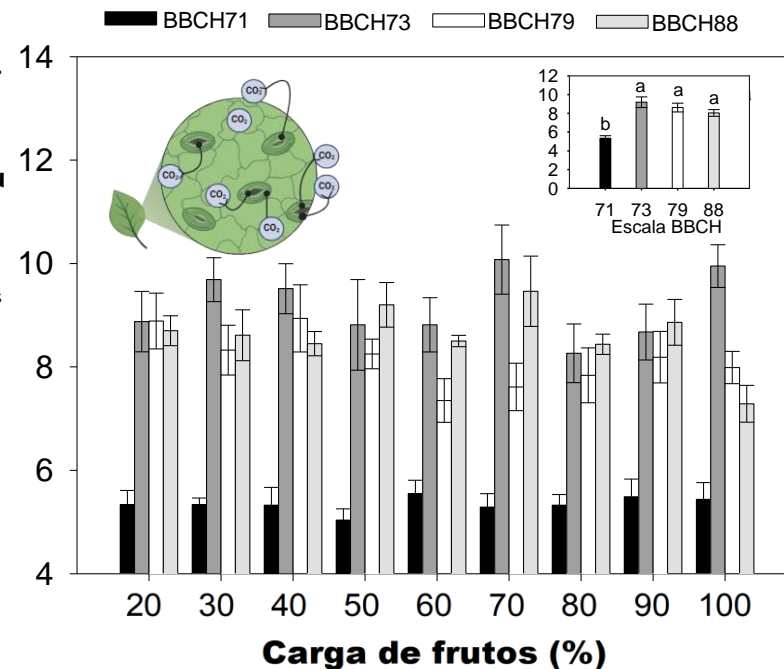 BBCH71 BBCH73 BBCH79 BBCH88
14
12
10
8
6
4
CO₂
CO₂
CO₂
CO₂
CO₂
CO₂
CO₂
12
10
8
6
4
2
0
b a a a
71 73 79 88
Escala BBCH
20 30 40 50 60 70 80 90 100
Carga de frutos (%)